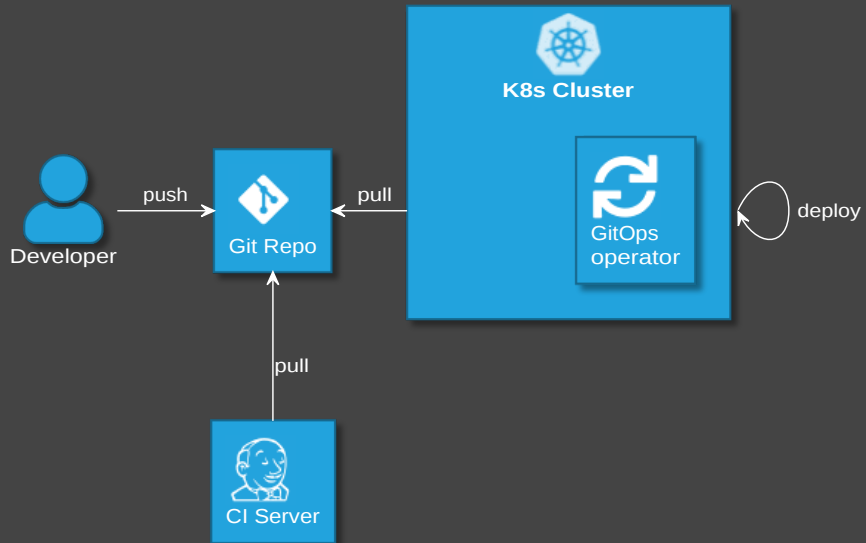 K8s Cluster
push
pull
deploy
Developer
Git Repo
GitOps
operator
pull
CI Server